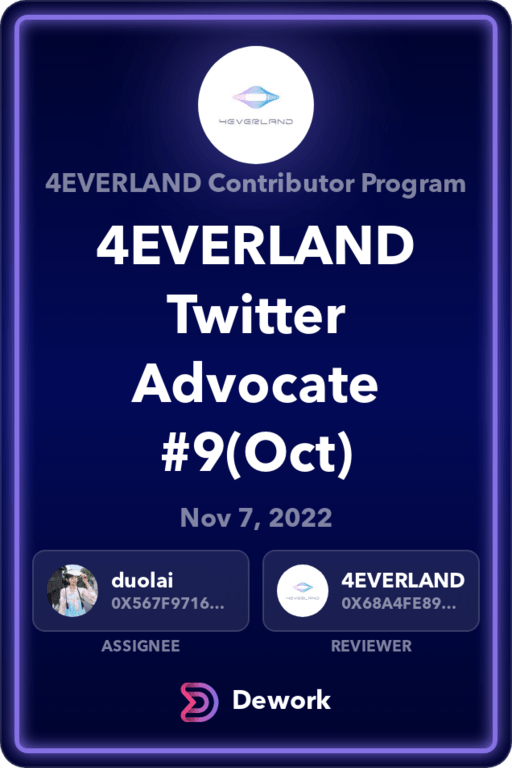 4EVERLAND
4EVERLAND Contributor Program
4EVERLAND
Twitter
Advocate
#9(Oct)
Nov 7, 2022
duolai
0X567F9716...
ASSIGNEE
4EVERLAND
4EVERLAND
0X68A4FE89...
REVIEWER
Dework